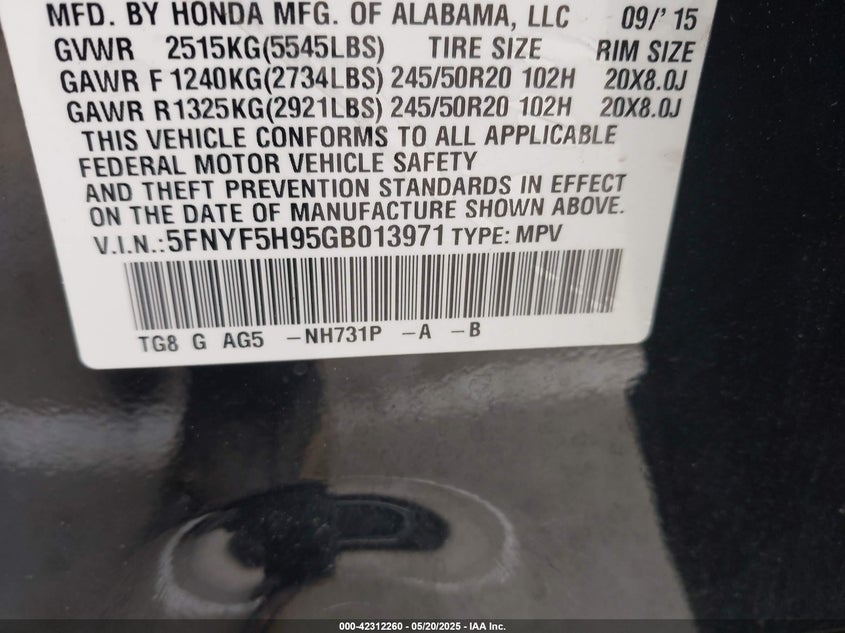 MFD. BY HONDA MFG. OF ALABAMA, LLC 09/' 15
GVWR 2515KG(5545LBS) TIRE SIZE RIM SIZE
GAWR F 1240KG(2734LBS) 245/50R20 102H 20X8.0J
GAWR R1325KG(2921LBS) 245/50R20 102H 20X8.0J
THIS VEHICLE CONFORMS TO ALL APPLICABLE
FEDERAL MOTOR VEHICLE SAFETY
AND THEFT PREVENTION STANDARDS IN EFFECT
ON THE DATE OF MANUFACTURE SHOWN ABOVE.
V.I.N.:5FNYF5H95GB013971 TYPE: MPV
TG8 G AG5 -NH731P -A -B
000-42312260 - 05/20/2025 - IAA Inc.